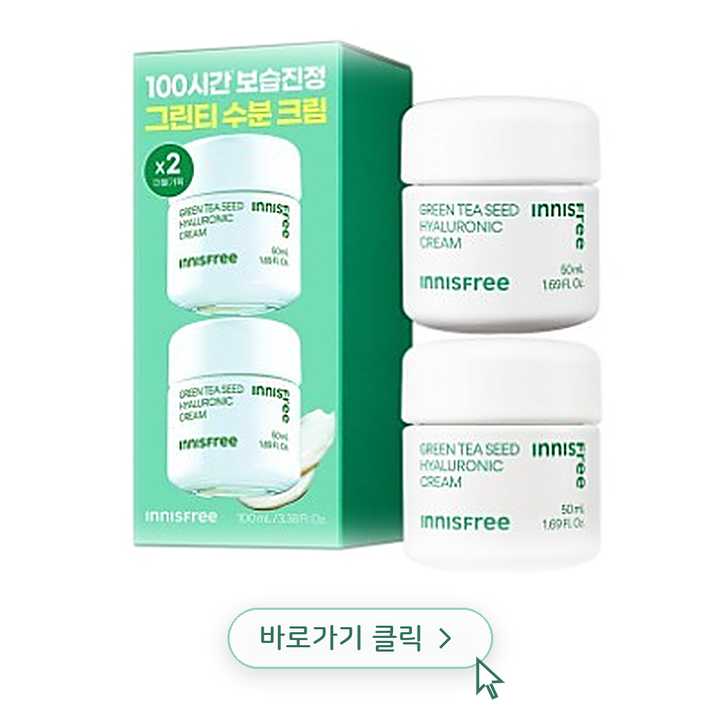 100시간 보습진정
그린티 수분 크림
x2
더블기획
GREEN TEA SEED
HYALURONIC
CREAM
INNISFree
50mL
1.69 FL. Oz.
INNISFree
GREEN TEA SEED
HYALURONIC
CREAM
INNISFree
50mL
1.69 FL. Oz.
INNISFree
INNISFree 100mL / 3.38 FL. Oz.
GREEN TEA SEED
HYALURONIC
CREAM
INNISFree
50mL
1.69 FL. Oz.
INNISFree
GREEN TEA SEED
HYALURONIC
CREAM
INNISFree
50mL
1.69 FL. Oz.
INNISFree
바로가기 클릭 >